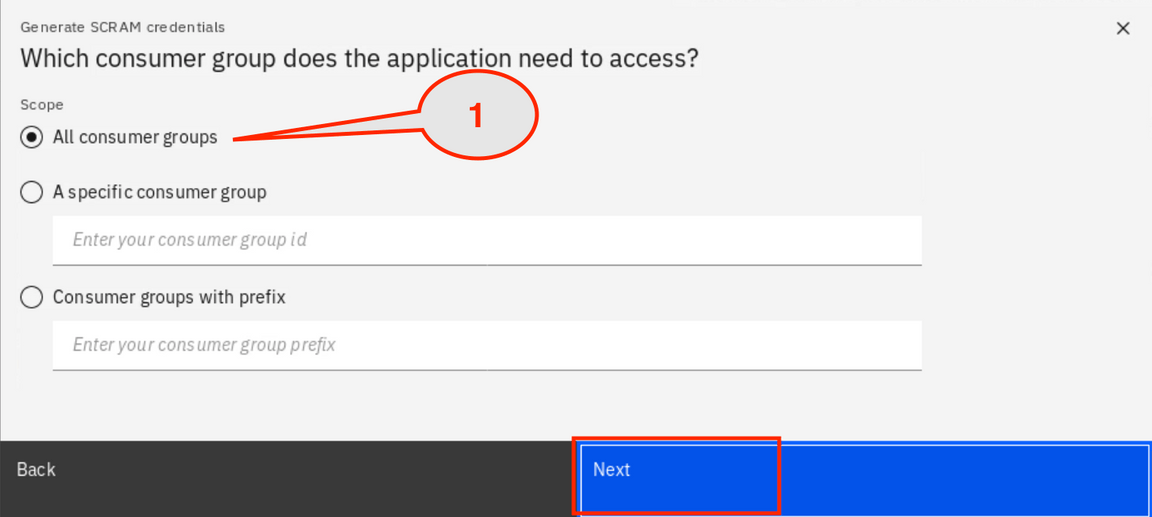 Generate SCRAM credentials
Which consumer group does the application need to access?
Scope
All consumer groups
1
A specific consumer group
Enter your consumer group id
Consumer groups with prefix
Enter your consumer group prefix
Back
Next